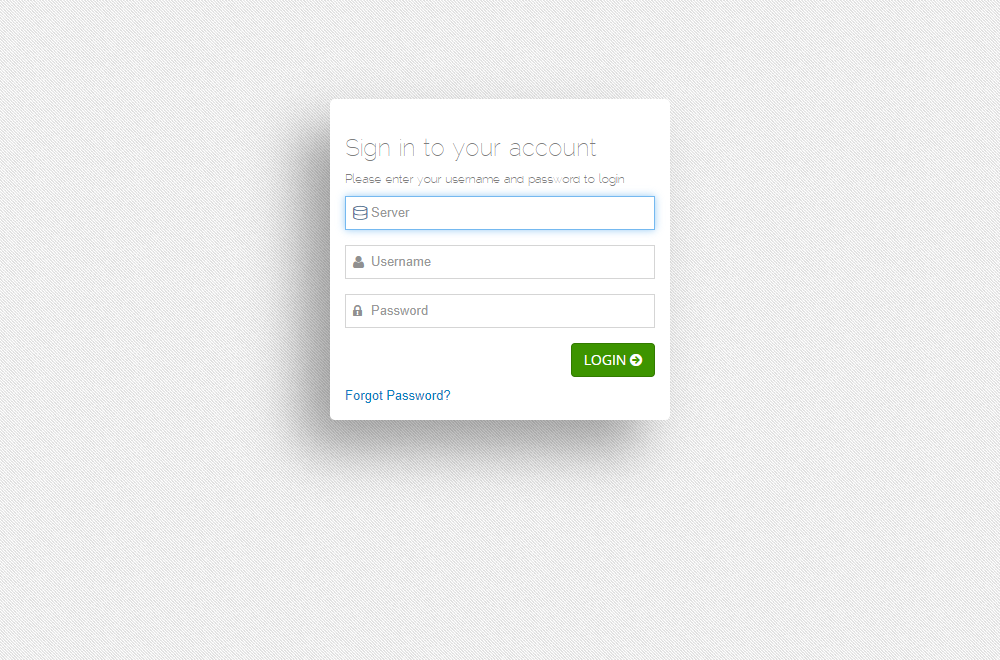 Sign in to your account
Please enter your username and password to login
Server
Username
Password
LOGIN
Forgot Password?